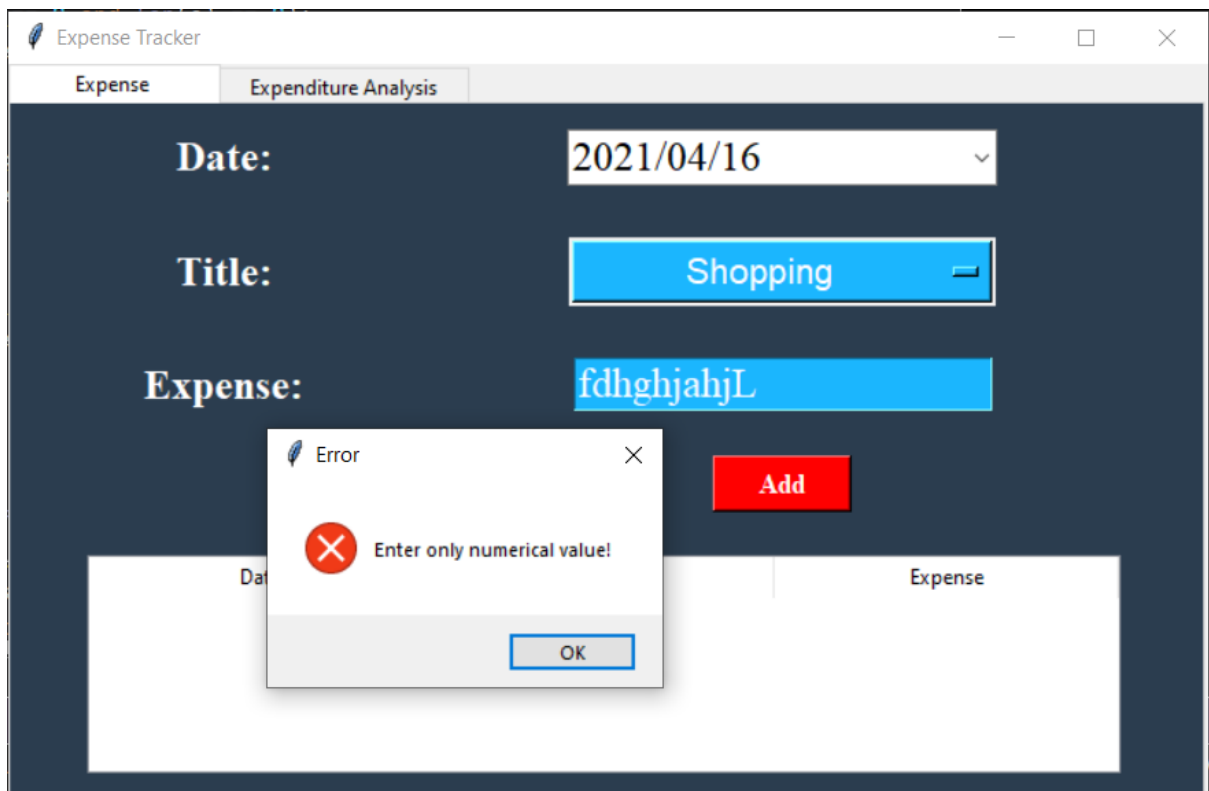 Expense Tracker
Expense Expenditure Analysis
Date: 2021/04/16
Title: Shopping
Expense: fdhghjahjL
Error
Add
Enter only numerical value!
Expense
OK